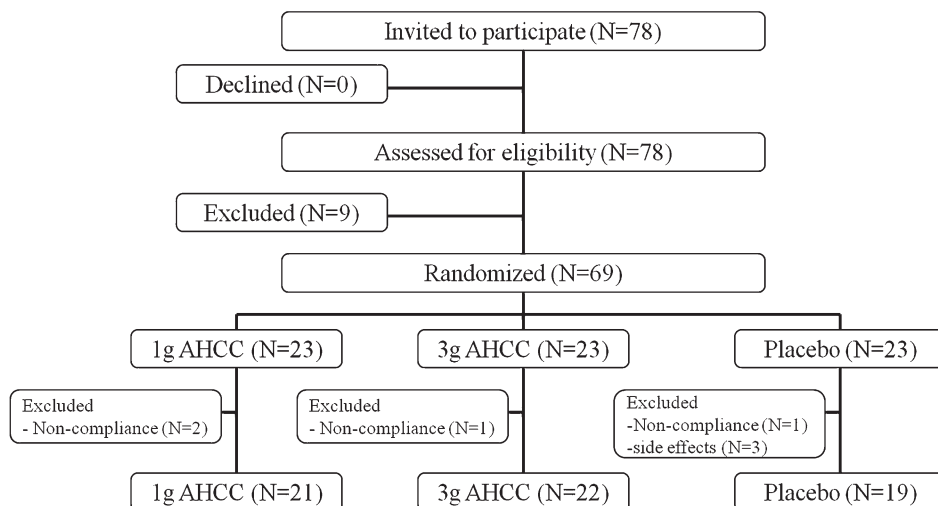 Invited to participate (N=78)
Declined (N=0)
Assessed for eligibility (N=78)
Excluded (N=9)
Randomized (N=69)
1g AHCC (N=23)
3g AHCC (N=23)
Placebo (N=23)
Excluded
- Non-compliance (N=2)
Excluded
- Non-compliance (N=1)
Excluded
-Non-compliance (N=1)
-side effects (N=3)
1g AHCC (N=21)
3g AHCC (N=22)
Placebo (N=19)